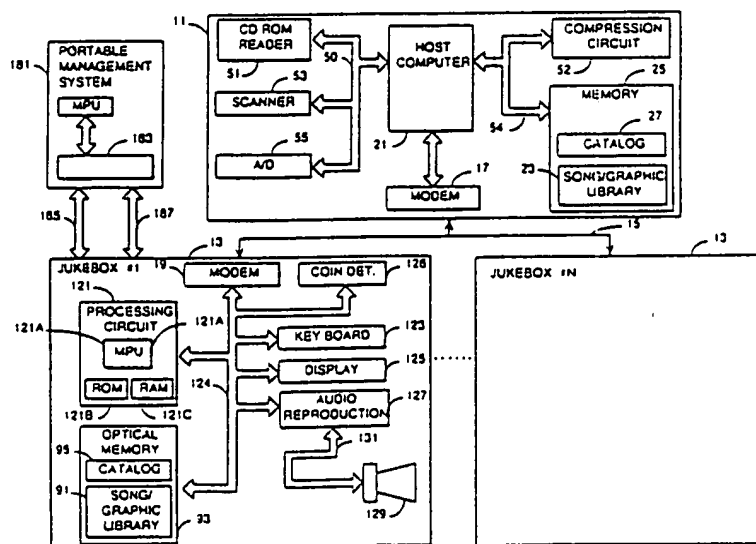 11
CD ROM READER
51
50
SCANNER
53
A/D
55
HOST COMPUTER
21
MODEM
17
COMPRESSION CIRCUIT
52
25
MEMORY
54
27
CATALOG
23
SONG/GRAPHIC LIBRARY
PORTABLE MANAGEMENT SYSTEM
181
MPU
183
185
187
15
13
JUKEBOX #1
19
MODEM
COIN DET.
126
121
PROCESSING CIRCUIT
121A
121A
MPU
ROM
RAM
121B
121C
124
KEY BOARD
123
DISPLAY
125
AUDIO REPRODUCTION
127
131
129
OPTICAL MEMORY
95
CATALOG
91
SONG/ GRAPHIC LIBRARY
93
13
JUKEBOX #N